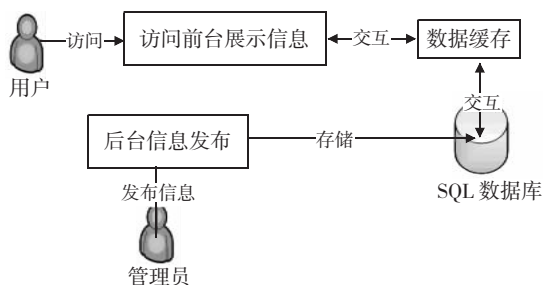 访问
访问前台展示信息
交互
数据缓存
用户
交互
后台信息发布
存储
SQL 数据库
发布信息
管理员